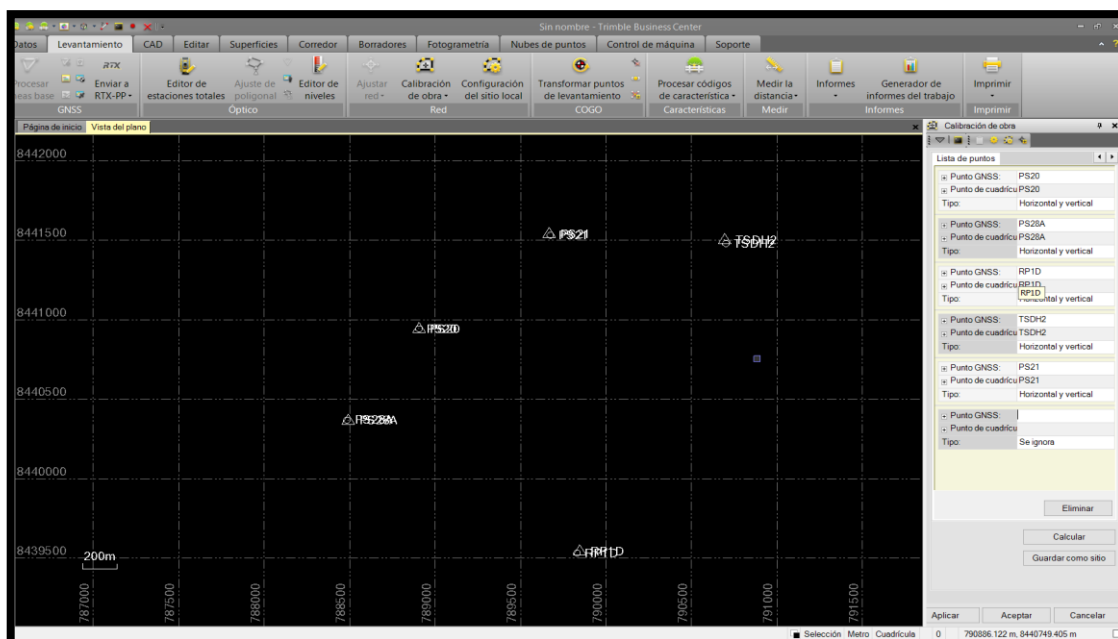 Sin nombre - Trimble Business Center
Datos Levantamiento CAD Editar Superficies Corredor Borradores Fotogrametría Nubes de puntos Control de máquina Soporte
Procesar
líneas base
RTX
Enviar a
RTX-PP
GNSS
Editor de
estaciones totales
Ajuste de
poligonal
Editor de
niveles
Óptico
Ajustar
red
Calibración
de obra
Configuración
del sitio local
Red
Transformar puntos
de levantamiento
COGO
Procesar códigos
de característica
Características
Medir la
distancia
Medir
Informes
Generador de
informes del trabajo
Informes
Imprimir
Imprimir
Página de inicio Vista del plano
Calibración de obra
8442000
8441500
8441000
8440500
8440000
8439500
PS21
TSDH2
TSDH2
PS20
PS28A
PS28A
RP1D
RP1D
200m
787000 787500 788000 788500 789000 789500 790000 790500 791000 791500
Lista de puntos
Punto GNSS: PS20
Punto de cuadrícu PS20
Tipo: Horizontal y vertical
Punto GNSS: PS28A
Punto de cuadrícu PS28A
Tipo: Horizontal y vertical
Punto GNSS: RP1D
Punto de cuadrícu RP1D
RP1D
Tipo: Horizontal y vertical
Punto GNSS: TSDH2
Punto de cuadrícu TSDH2
Tipo: Horizontal y vertical
Punto GNSS: PS21
Punto de cuadrícu PS21
Tipo: Horizontal y vertical
Punto GNSS:
Punto de cuadrícu
Tipo: Se ignora
Eliminar
Calcular
Guardar como sitio
Aplicar Aceptar Cancelar
Selección Metro Cuadrícula 0 790886.122 m, 8440749.405 m